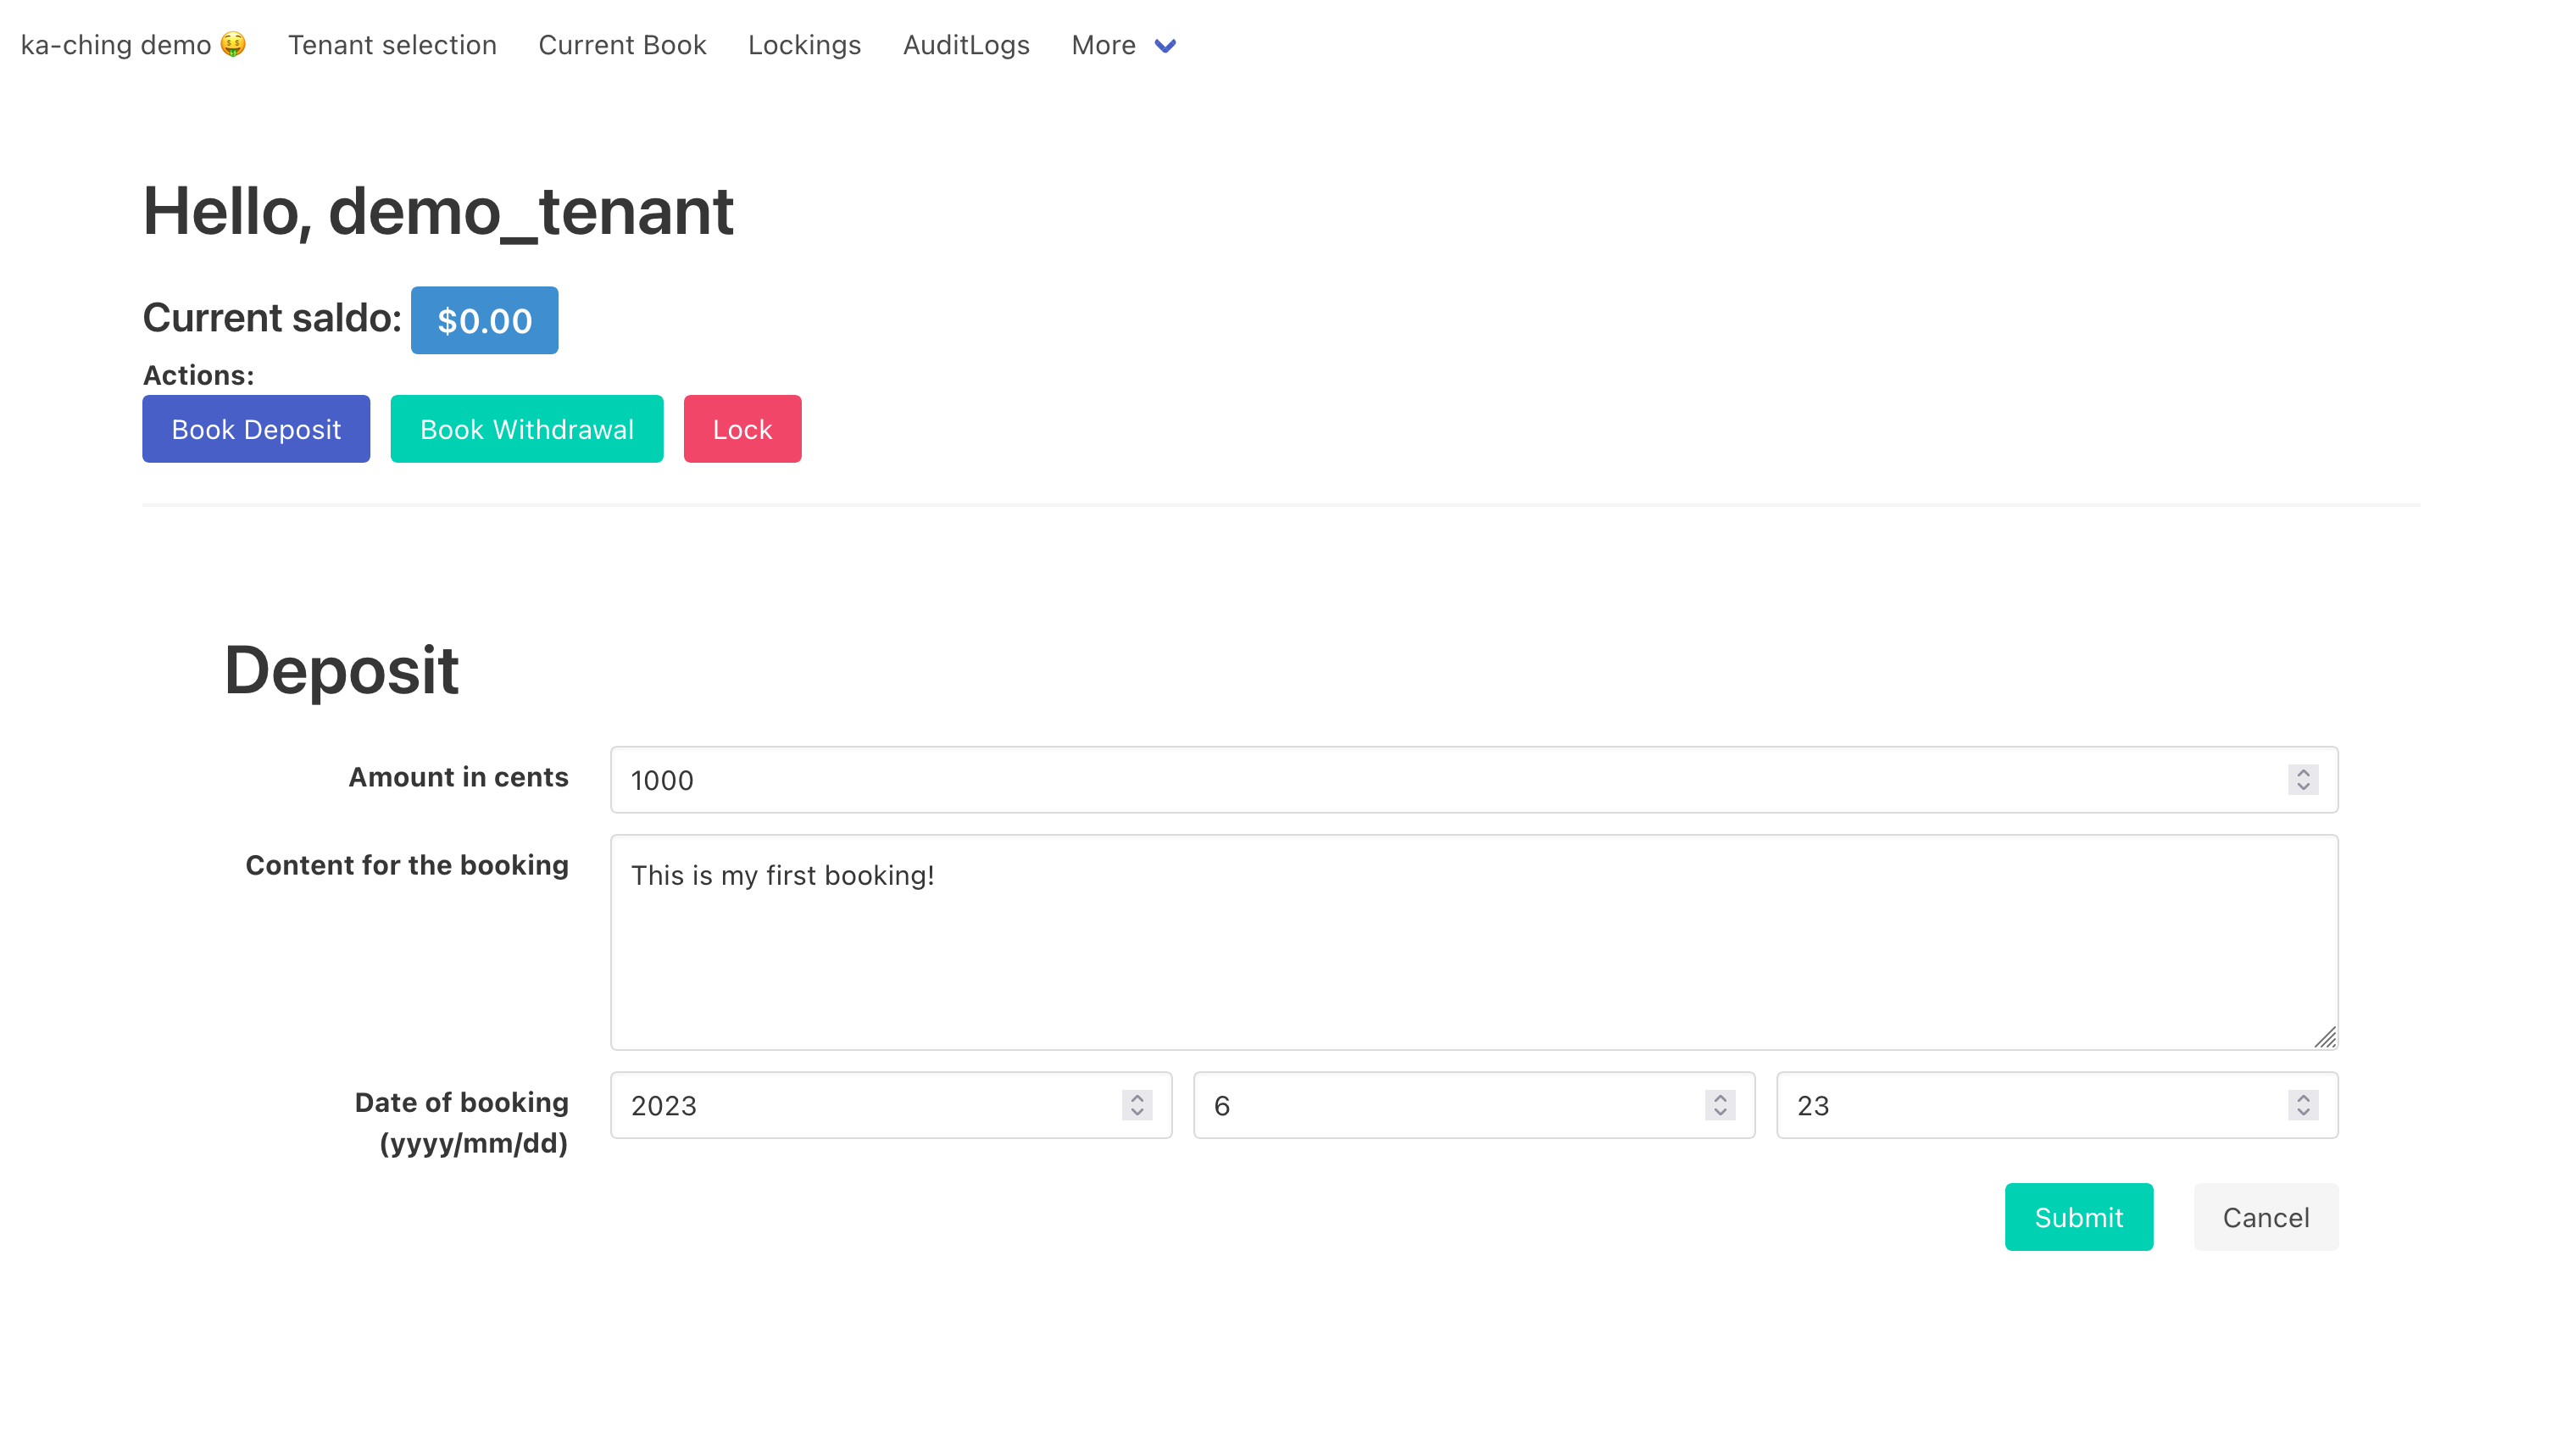 ka-ching demo 🤑 Tenant selection Current Book Lockings AuditLogs More
Hello, demo_tenant
Current saldo: $0.00
Actions:
Book Deposit Book Withdrawal Lock
Deposit
Amount in cents 1000
Content for the booking This is my first booking!
Date of booking 2023 6 23
(yyyy/mm/dd)
Submit Cancel